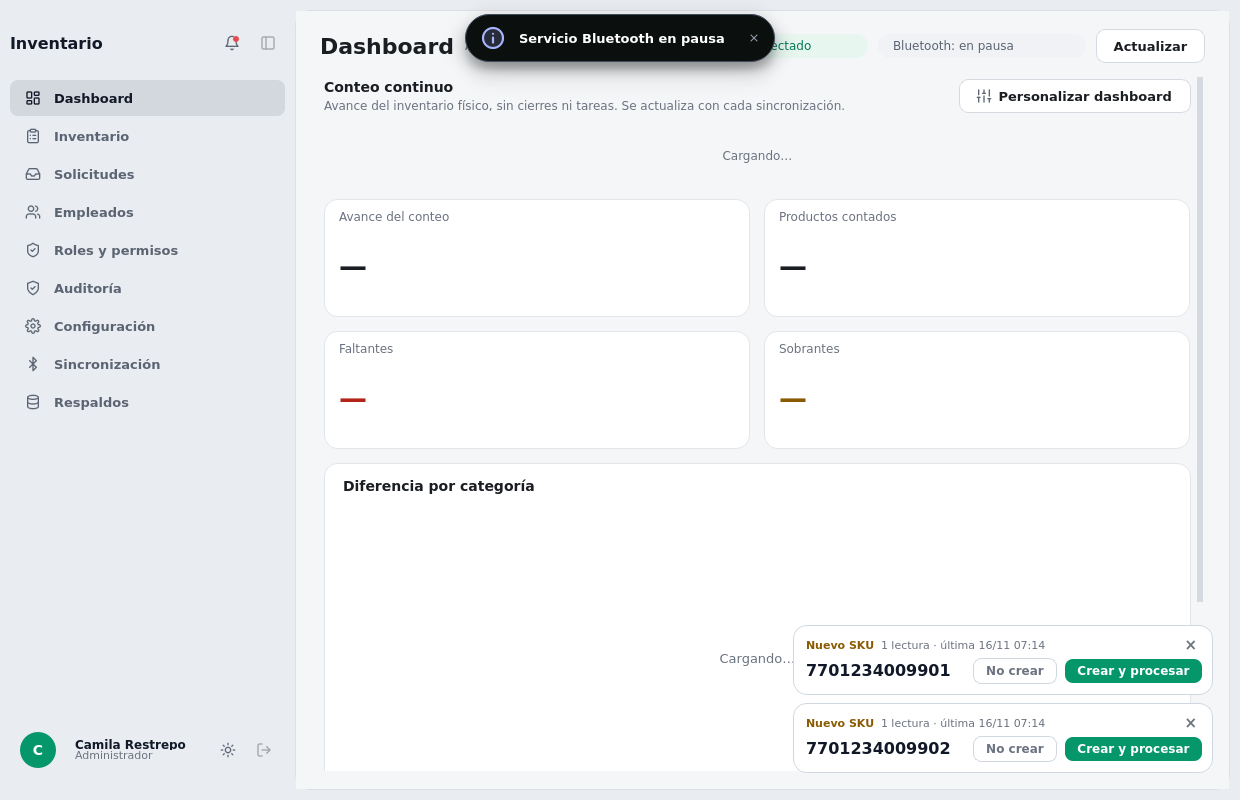 Inventario
Dashboard
Inventario
Solicitudes
Empleados
Roles y permisos
Auditoría
Configuración
Sincronización
Respaldos
C
Camila Restrepo
Administrador
Dashboard
Servicio Bluetooth en pausa
×
Bluetooth: en pausa
Actualizar
Conteo continuo
Avance del inventario físico, sin cierres ni tareas. Se actualiza con cada sincronización.
Personalizar dashboard
Cargando…
Avance del conteo
—
Productos contados
—
Faltantes
—
Sobrantes
—
Diferencia por categoría
Cargando…
Nuevo SKU 1 lectura · última 16/11 07:14
×
7701234009901
No crear
Crear y procesar
Nuevo SKU 1 lectura · última 16/11 07:14
×
7701234009902
No crear
Crear y procesar